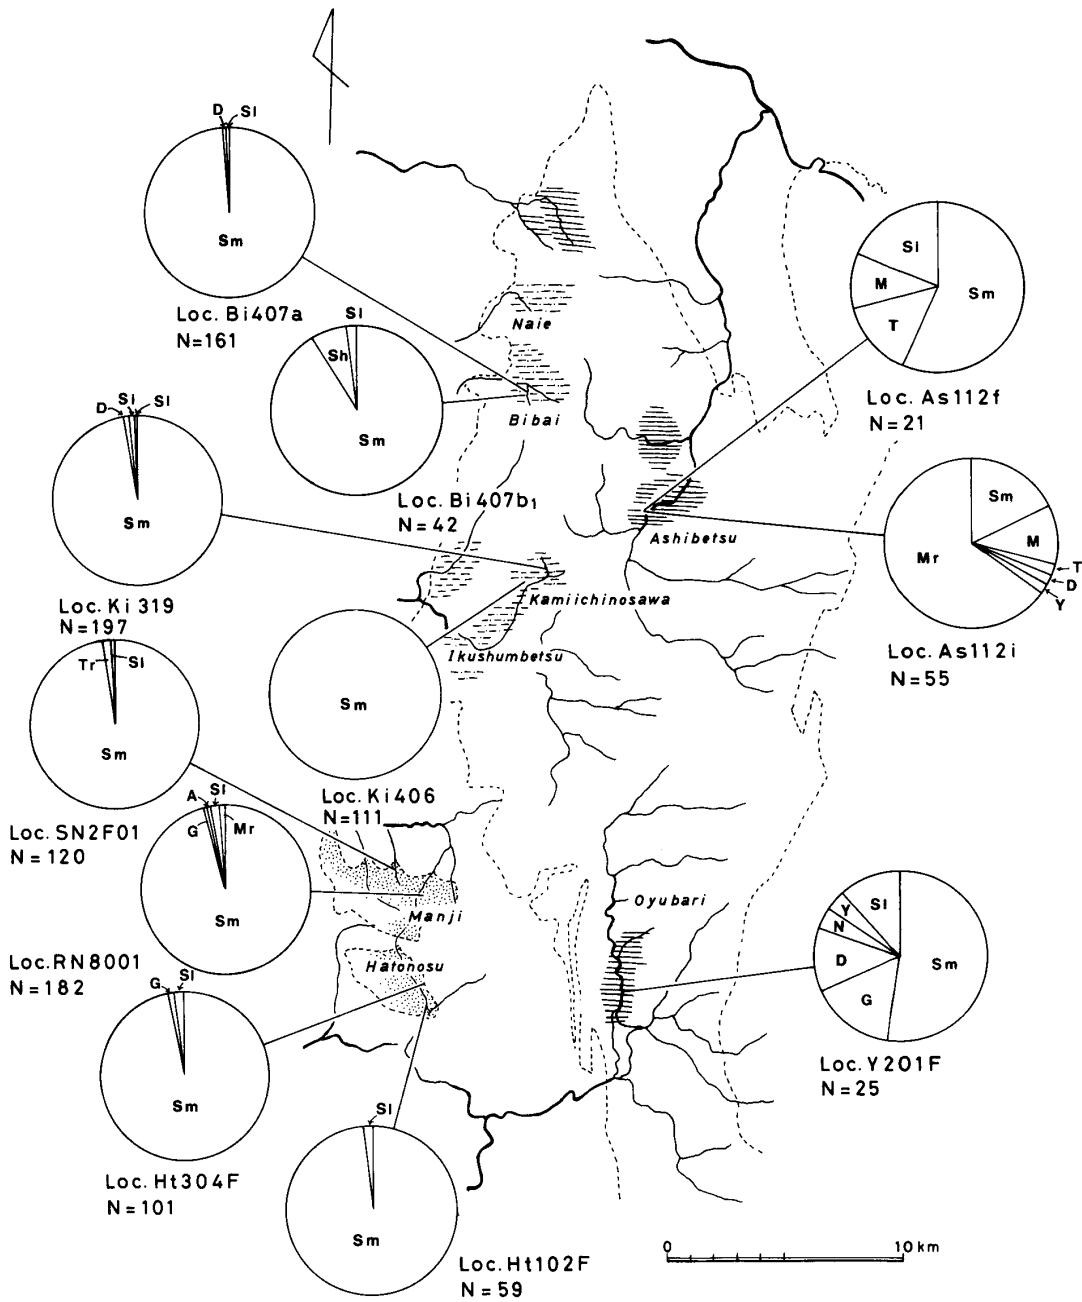 D Sl
Sm
Loc. Bi407a
N=161
Sl
Sh
Sm
Loc. Bi407b1
N=42
Naie
Bibai
Sl
M
T
Sm
Loc. As112f
N=21
D Si Sl
Sm
Loc. Ki 319
N=197
Ashibetsu
Sm
M
T
D
Y
Mr
Loc. As112i
N=55
Kamiichinosawa
Ikushumbetsu
Sm
Loc. Ki406
N=111
Tr Sl
Sm
Loc. SN2F01
N=120
A Sl
G Mr
Sm
Loc. RN8001
N=182
Manji
Hatonosu
Oyubari
Sl
Y
N
D
G
Sm
Loc. Y201F
N=25
G Sl
Sm
Loc. Ht304F
N=101
Sl
Sm
Loc. Ht102F
N=59
0 10 km